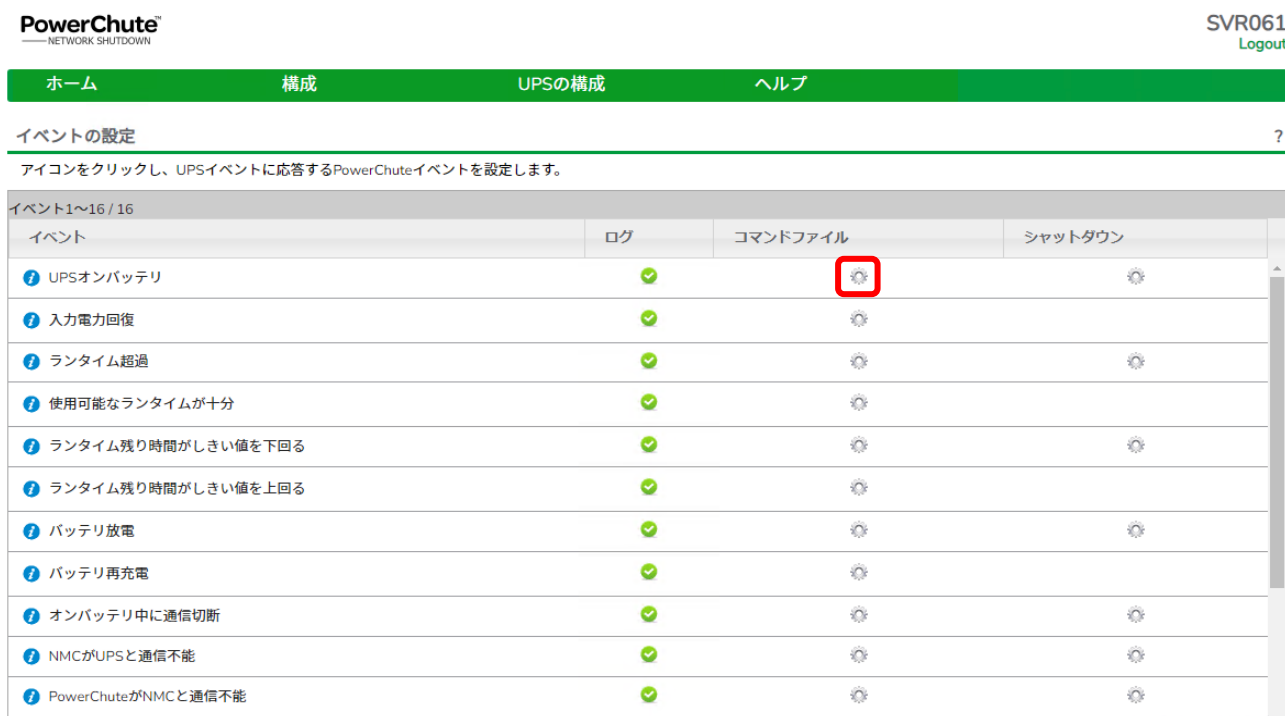 PowerChute™
NETWORK SHUTDOWN
SVR061
Logout
ホーム 構成 UPSの構成 ヘルプ
イベントの設定 ?
アイコンをクリックし、UPSイベントに応答するPowerChuteイベントを設定します。
イベント1～16 / 16
イベント ログ コマンドファイル シャットダウン
UPSオンバッテリ
入力電力回復
ランタイム超過
使用可能なランタイムが十分
ランタイム残り時間がしきい値を下回る
ランタイム残り時間がしきい値を上回る
バッテリ放電
バッテリ再充電
オンバッテリ中に通信切断
NMCがUPSと通信不能
PowerChuteがNMCと通信不能